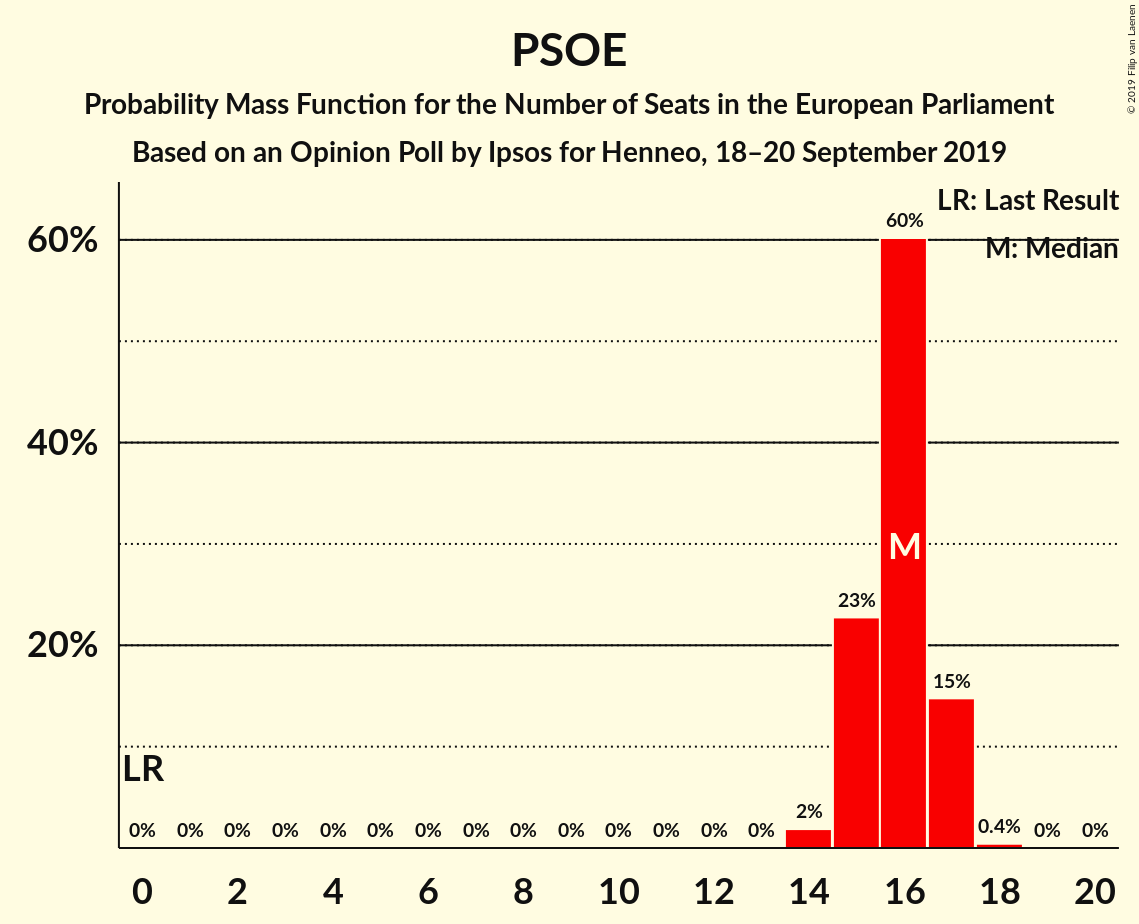 PSOE
Probability Mass Function for the Number of Seats in the European Parliament
Based on an Opinion Poll by Ipsos for Henneo, 18–20 September 2019
© 2019 Filip van Laenen
LR: Last Result
M: Median
60%
40%
20%
60%
M
23%
15%
LR
2%
0.4%
0% 0% 0% 0% 0% 0% 0% 0% 0% 0% 0% 0% 0% 0% 0% 0%
0 2 4 6 8 10 12 14 16 18 20